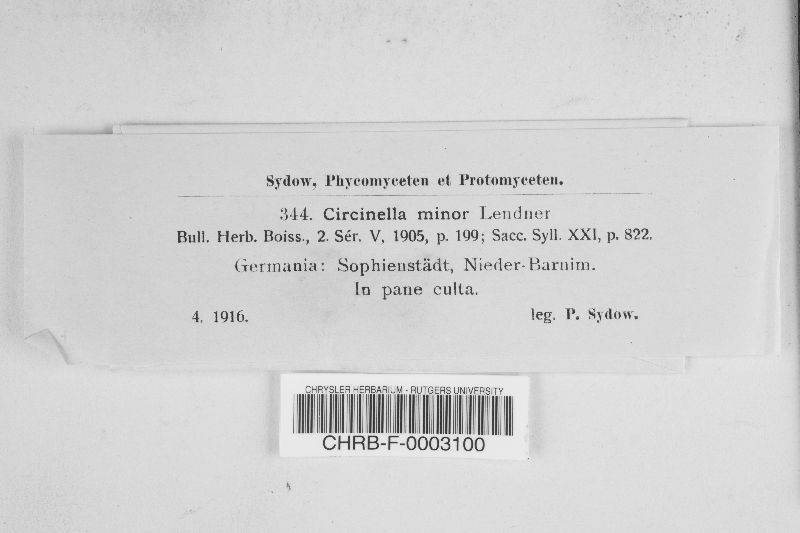 Sydow, Phycomyceten et Protomyceten.
344. Circinella minor Lendner
Bull. Herb. Boiss., 2. Sér. V, 1905, p. 199; Sacc. Syll. XXI, p. 822.
Germania: Sophienstädt, Nieder-Barnim.
In pane culta.
4. 1916. leg. P. Sydow.
CHRYSLER HERBARIUM - RUTGERS UNIVERSITY
CHRB-F-0003100